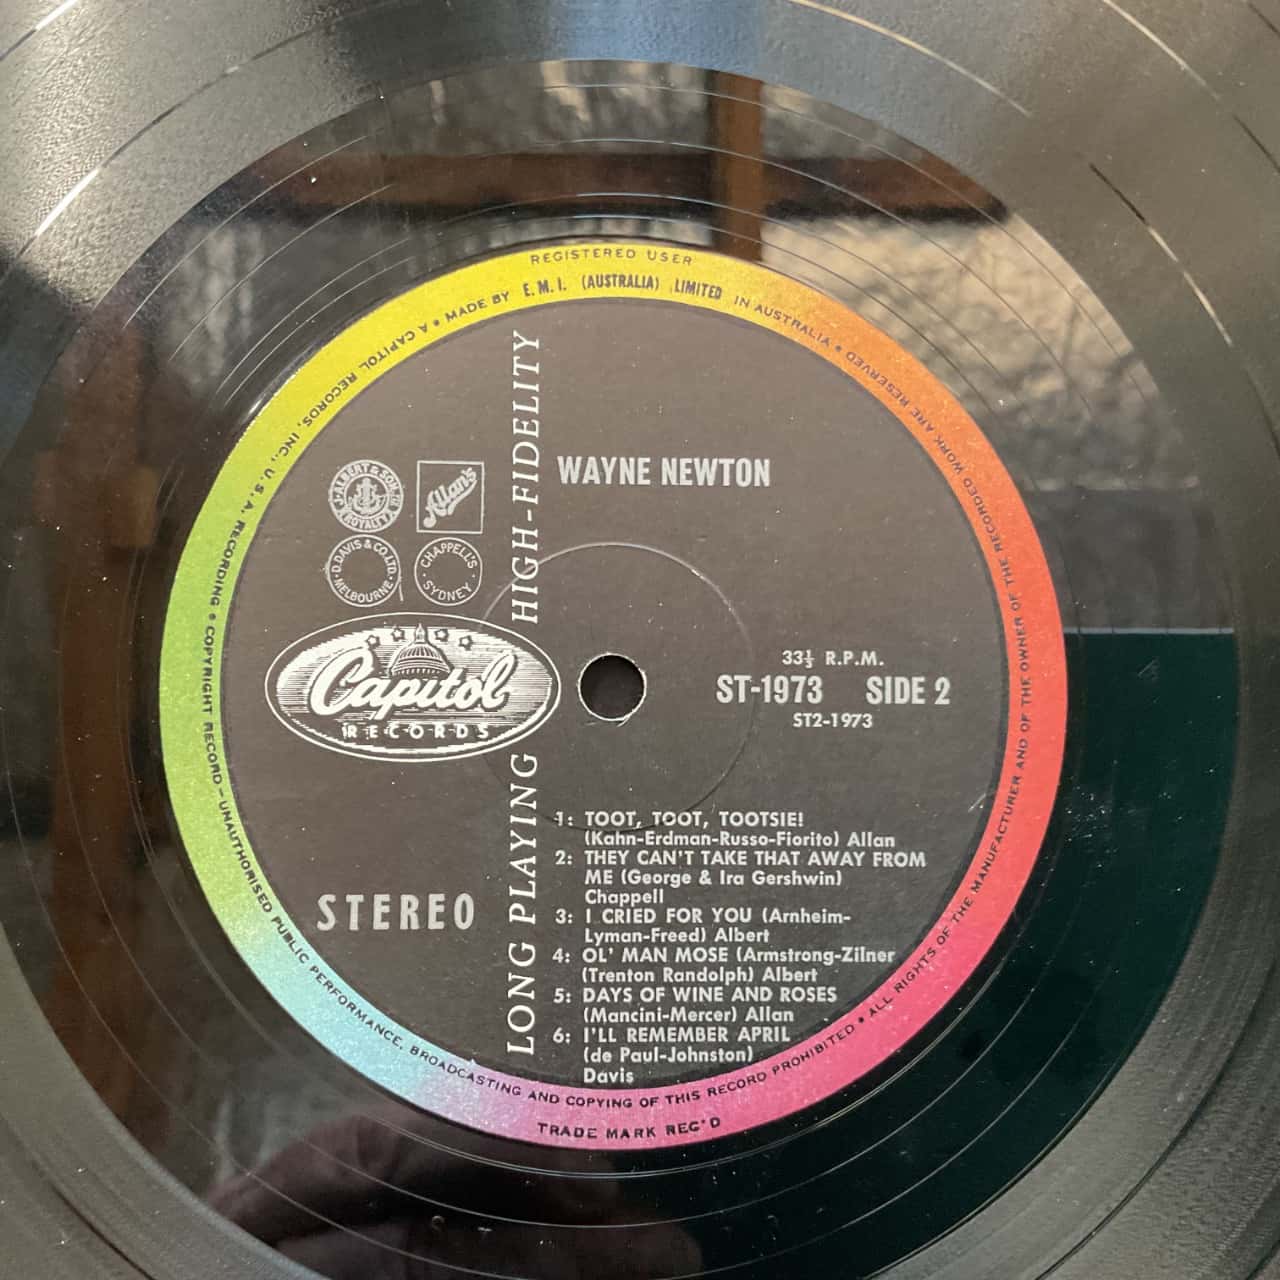 REGISTERED USER
A CAPITOL RECORDS, INC., U.S.A. RECORDING • MADE BY E.M.I. (AUSTRALIA) LIMITED IN AUSTRALIA •
COPYRIGHT RECORD – UNAUTHORISED PUBLIC PERFORMANCE, BROADCASTING AND COPYING OF THIS RECORD PROHIBITED • ALL RIGHTS OF THE MANUFACTURER AND OF THE OWNER OF THE RECORDED WORK ARE RESERVED
TRADE MARK REG'D
LONG PLAYING HIGH-FIDELITY
WAYNE NEWTON
J. ALBERT & SON
ROYALTY
Allan's
D. DAVIS & CO. LTD.
MELBOURNE
CHAPPELL'S
SYDNEY
Capitol
RECORDS
33⅓ R.P.M.
ST-1973 SIDE 2
ST2-1973
STEREO
1: TOOT, TOOT, TOOTSIE!
(Kahn-Erdman-Russo-Fiorito) Allan
2: THEY CAN'T TAKE THAT AWAY FROM
ME (George & Ira Gershwin)
Chappell
3: I CRIED FOR YOU (Arnheim-
Lyman-Freed) Albert
4: OL' MAN MOSE (Armstrong-Zilner
(Trenton Randolph) Albert
5: DAYS OF WINE AND ROSES
(Mancini-Mercer) Allan
6: I'LL REMEMBER APRIL
(de Paul-Johnston)
Davis